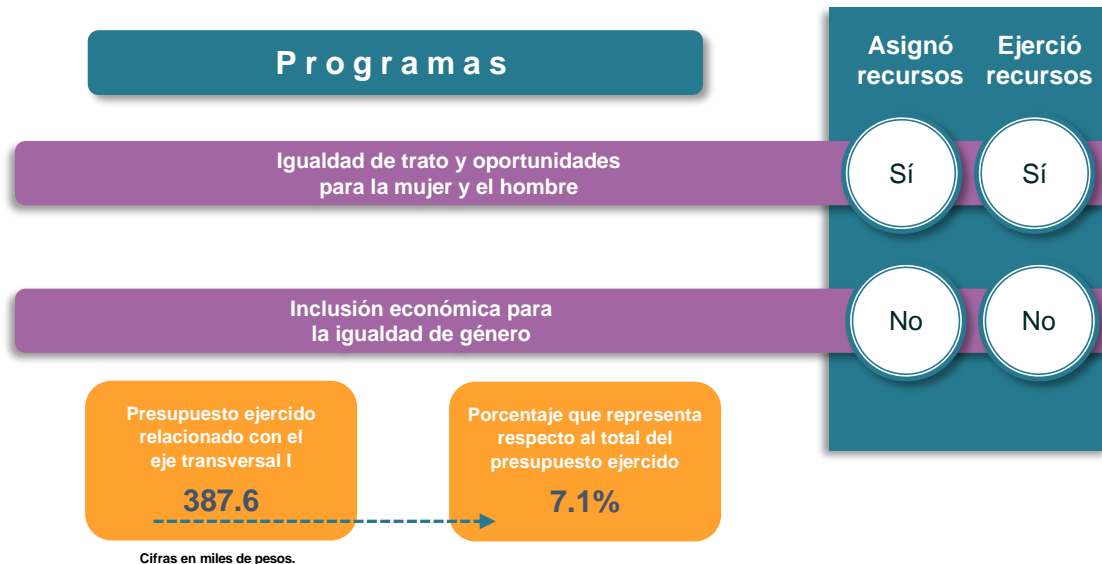 Programas
Asignó
recursos
Ejerció
recursos
Igualdad de trato y oportunidades
para la mujer y el hombre
Sí
Sí
Inclusión económica para
la igualdad de género
No
No
Presupuesto ejercido
relacionado con el
eje transversal I
387.6
Porcentaje que representa
respecto al total del
presupuesto ejercido
7.1%
Cifras en miles de pesos.